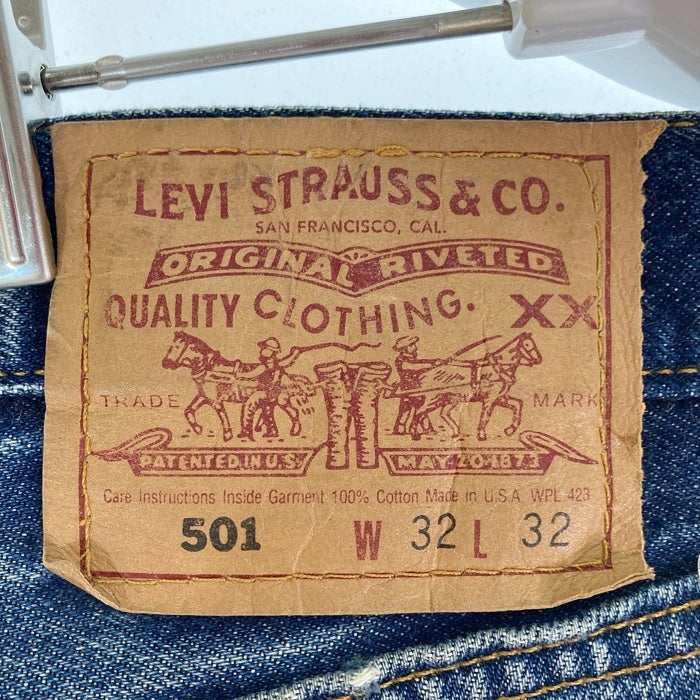 LEVI STRAUSS & CO.
SAN FRANCISCO, CAL.
ORIGINAL RIVETED
QUALITY CLOTHING. XX
TRADE MARK
PATENTED IN U.S. MAY 20 1873
Care Instructions Inside Garment 100% Cotton Made in U.S.A. WPL 423
501 W 32 L 32